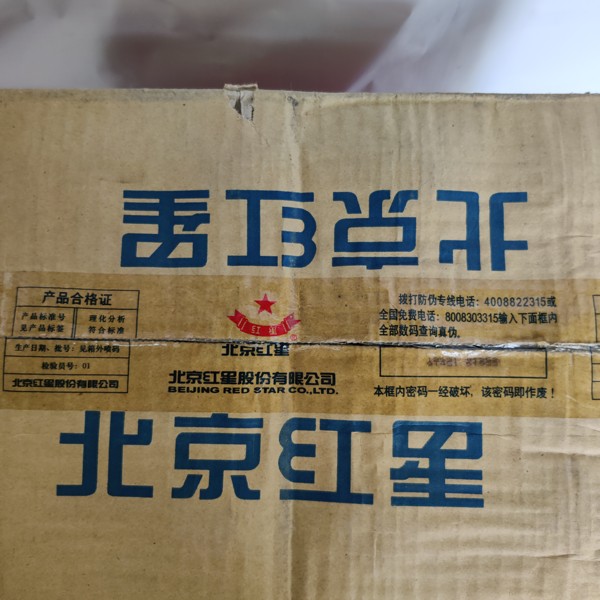 北京红星
产品合格证
产品标准号
见产品标签
理化分析
符合标准
生产日期、批号:见箱外喷码
检验员号:01
北京红星股份有限公司
红星
北京红星
北京红星股份有限公司
BEIJING RED STAR CO.,LTD.
拨打防伪专线电话:4008822315或
全国免费电话:8008303315输入下面框内
全部数码查询真伪。
本框内密码一经破坏,该密码即作废!
北京红星